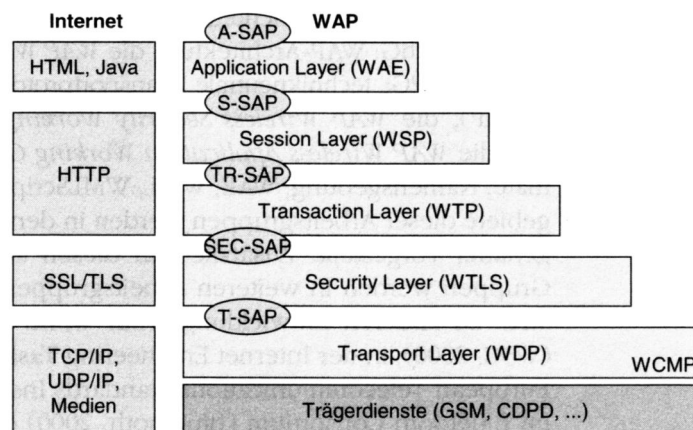 Internet WAP
A-SAP
HTML, Java Application Layer (WAE)
S-SAP
Session Layer (WSP)
HTTP TR-SAP
Transaction Layer (WTP)
SEC-SAP
SSL/TLS Security Layer (WTLS)
T-SAP
TCP/IP,
UDP/IP,
Medien
Transport Layer (WDP) WCMP
Trägerdienste (GSM, CDPD, ...)